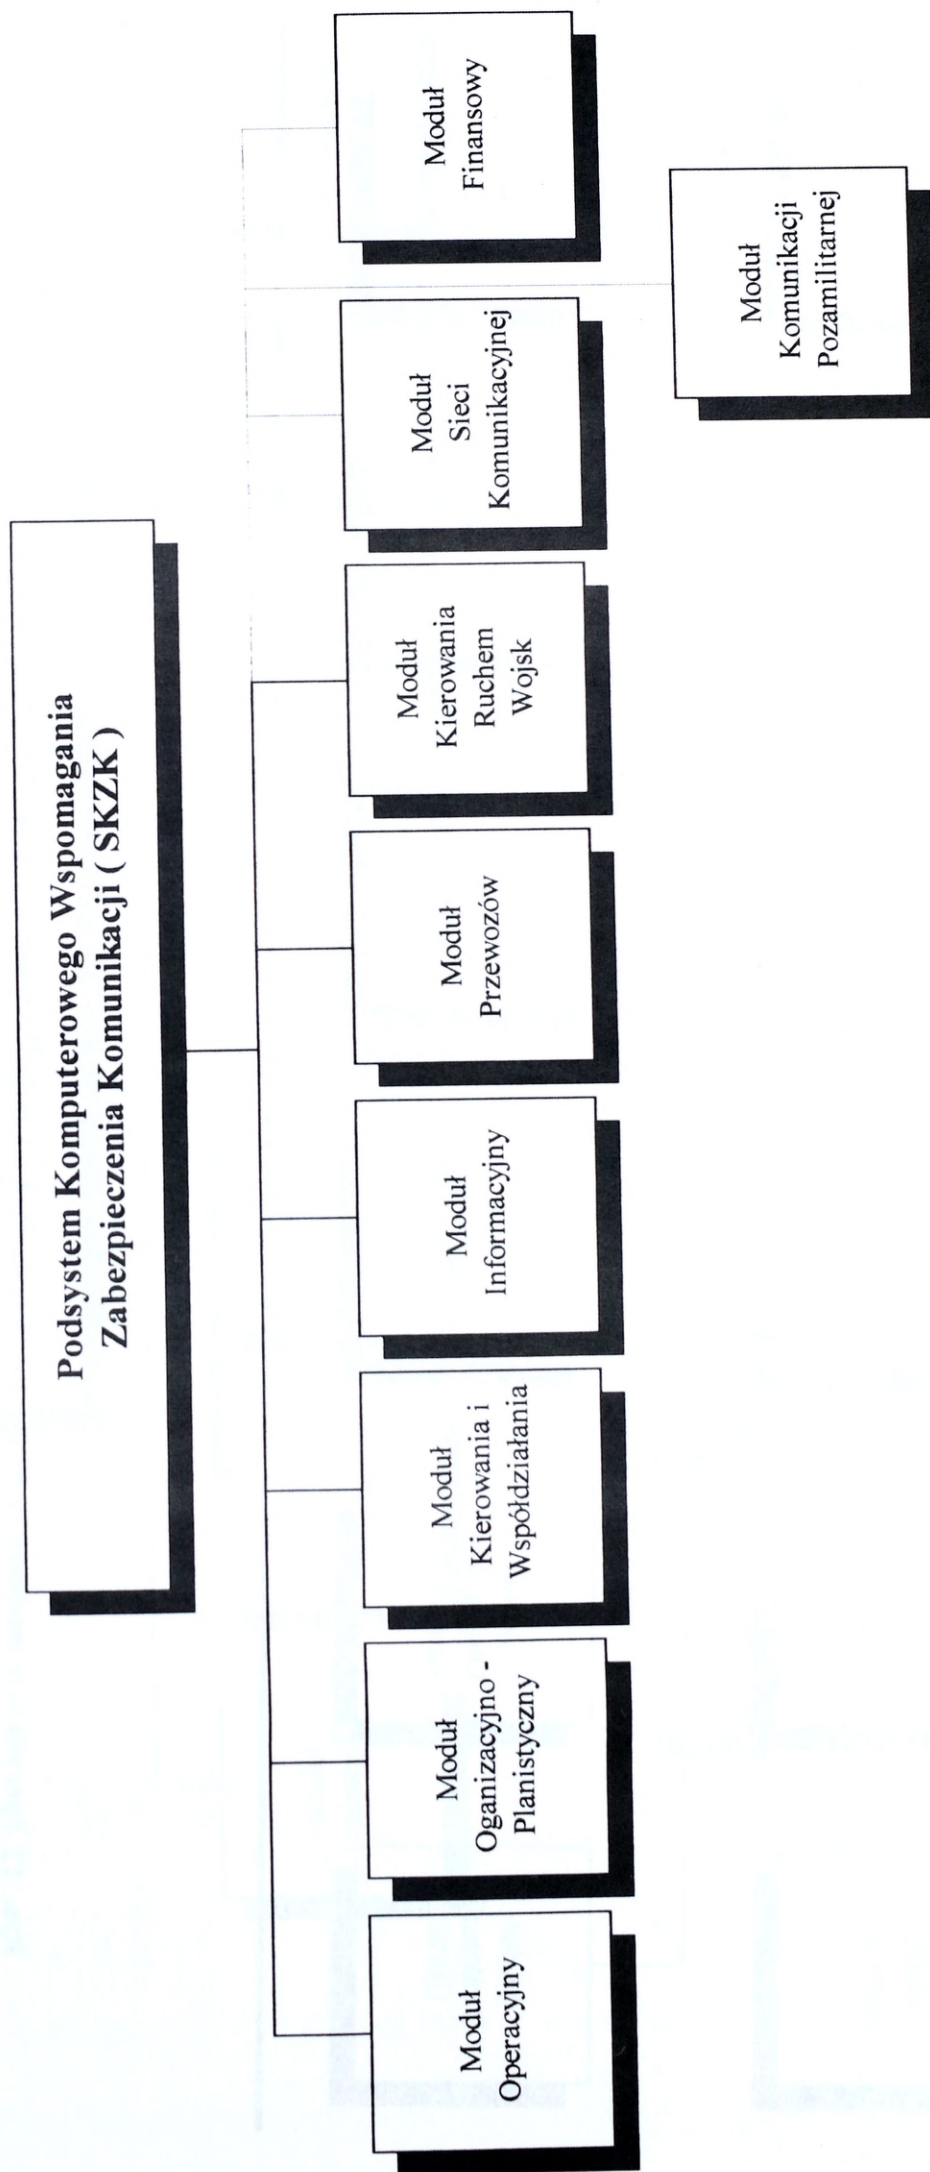 Podsystem Komputerowego Wspomagania
Zabezpieczenia Komunikacji ( SKZK )
Moduł
Operacyjny
Moduł
Oganizacyjno -
Planistyczny
Moduł
Kierowania i
Współdziałania
Moduł
Informacyjny
Moduł
Przewozów
Moduł
Kierowania
Ruchem
Wojsk
Moduł
Sieci
Komunikacyjnej
Moduł
Finansowy
Moduł
Komunikacji
Pozamilitarnej